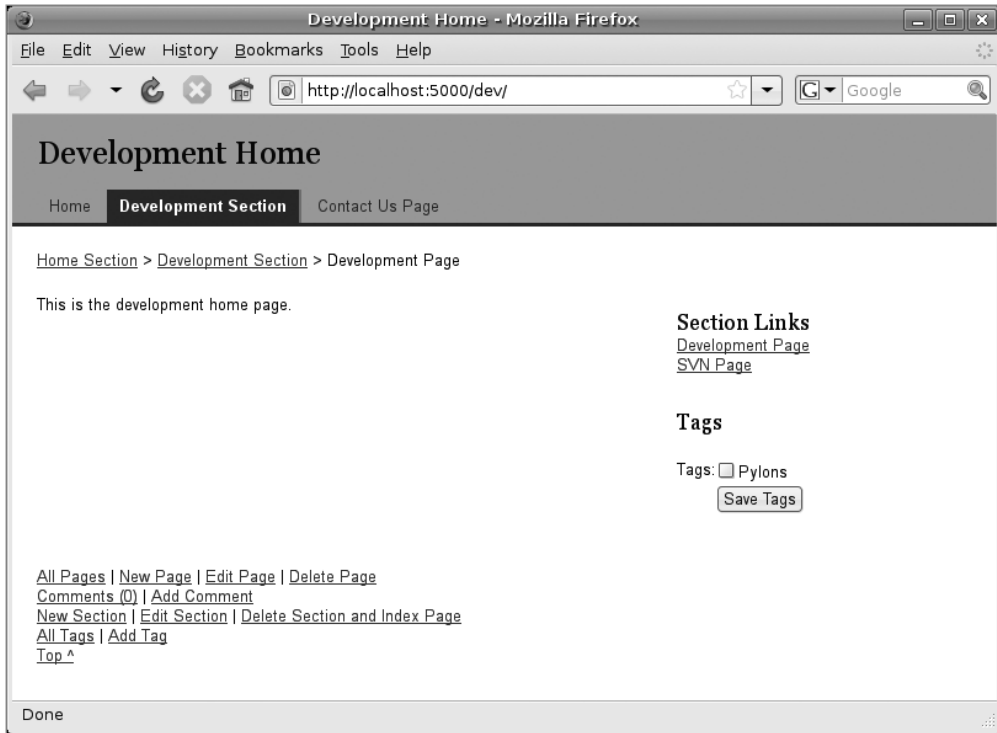 Development Home - Mozilla Firefox
File Edit View History Bookmarks Tools Help
http://localhost:5000/dev/ G Google
Development Home
Home Development Section Contact Us Page
Home Section > Development Section > Development Page
This is the development home page.
Section Links
Development Page
SVN Page
Tags
Tags: Pylons
Save Tags
All Pages | New Page | Edit Page | Delete Page
Comments (0) | Add Comment
New Section | Edit Section | Delete Section and Index Page
All Tags | Add Tag
Top ^
Done